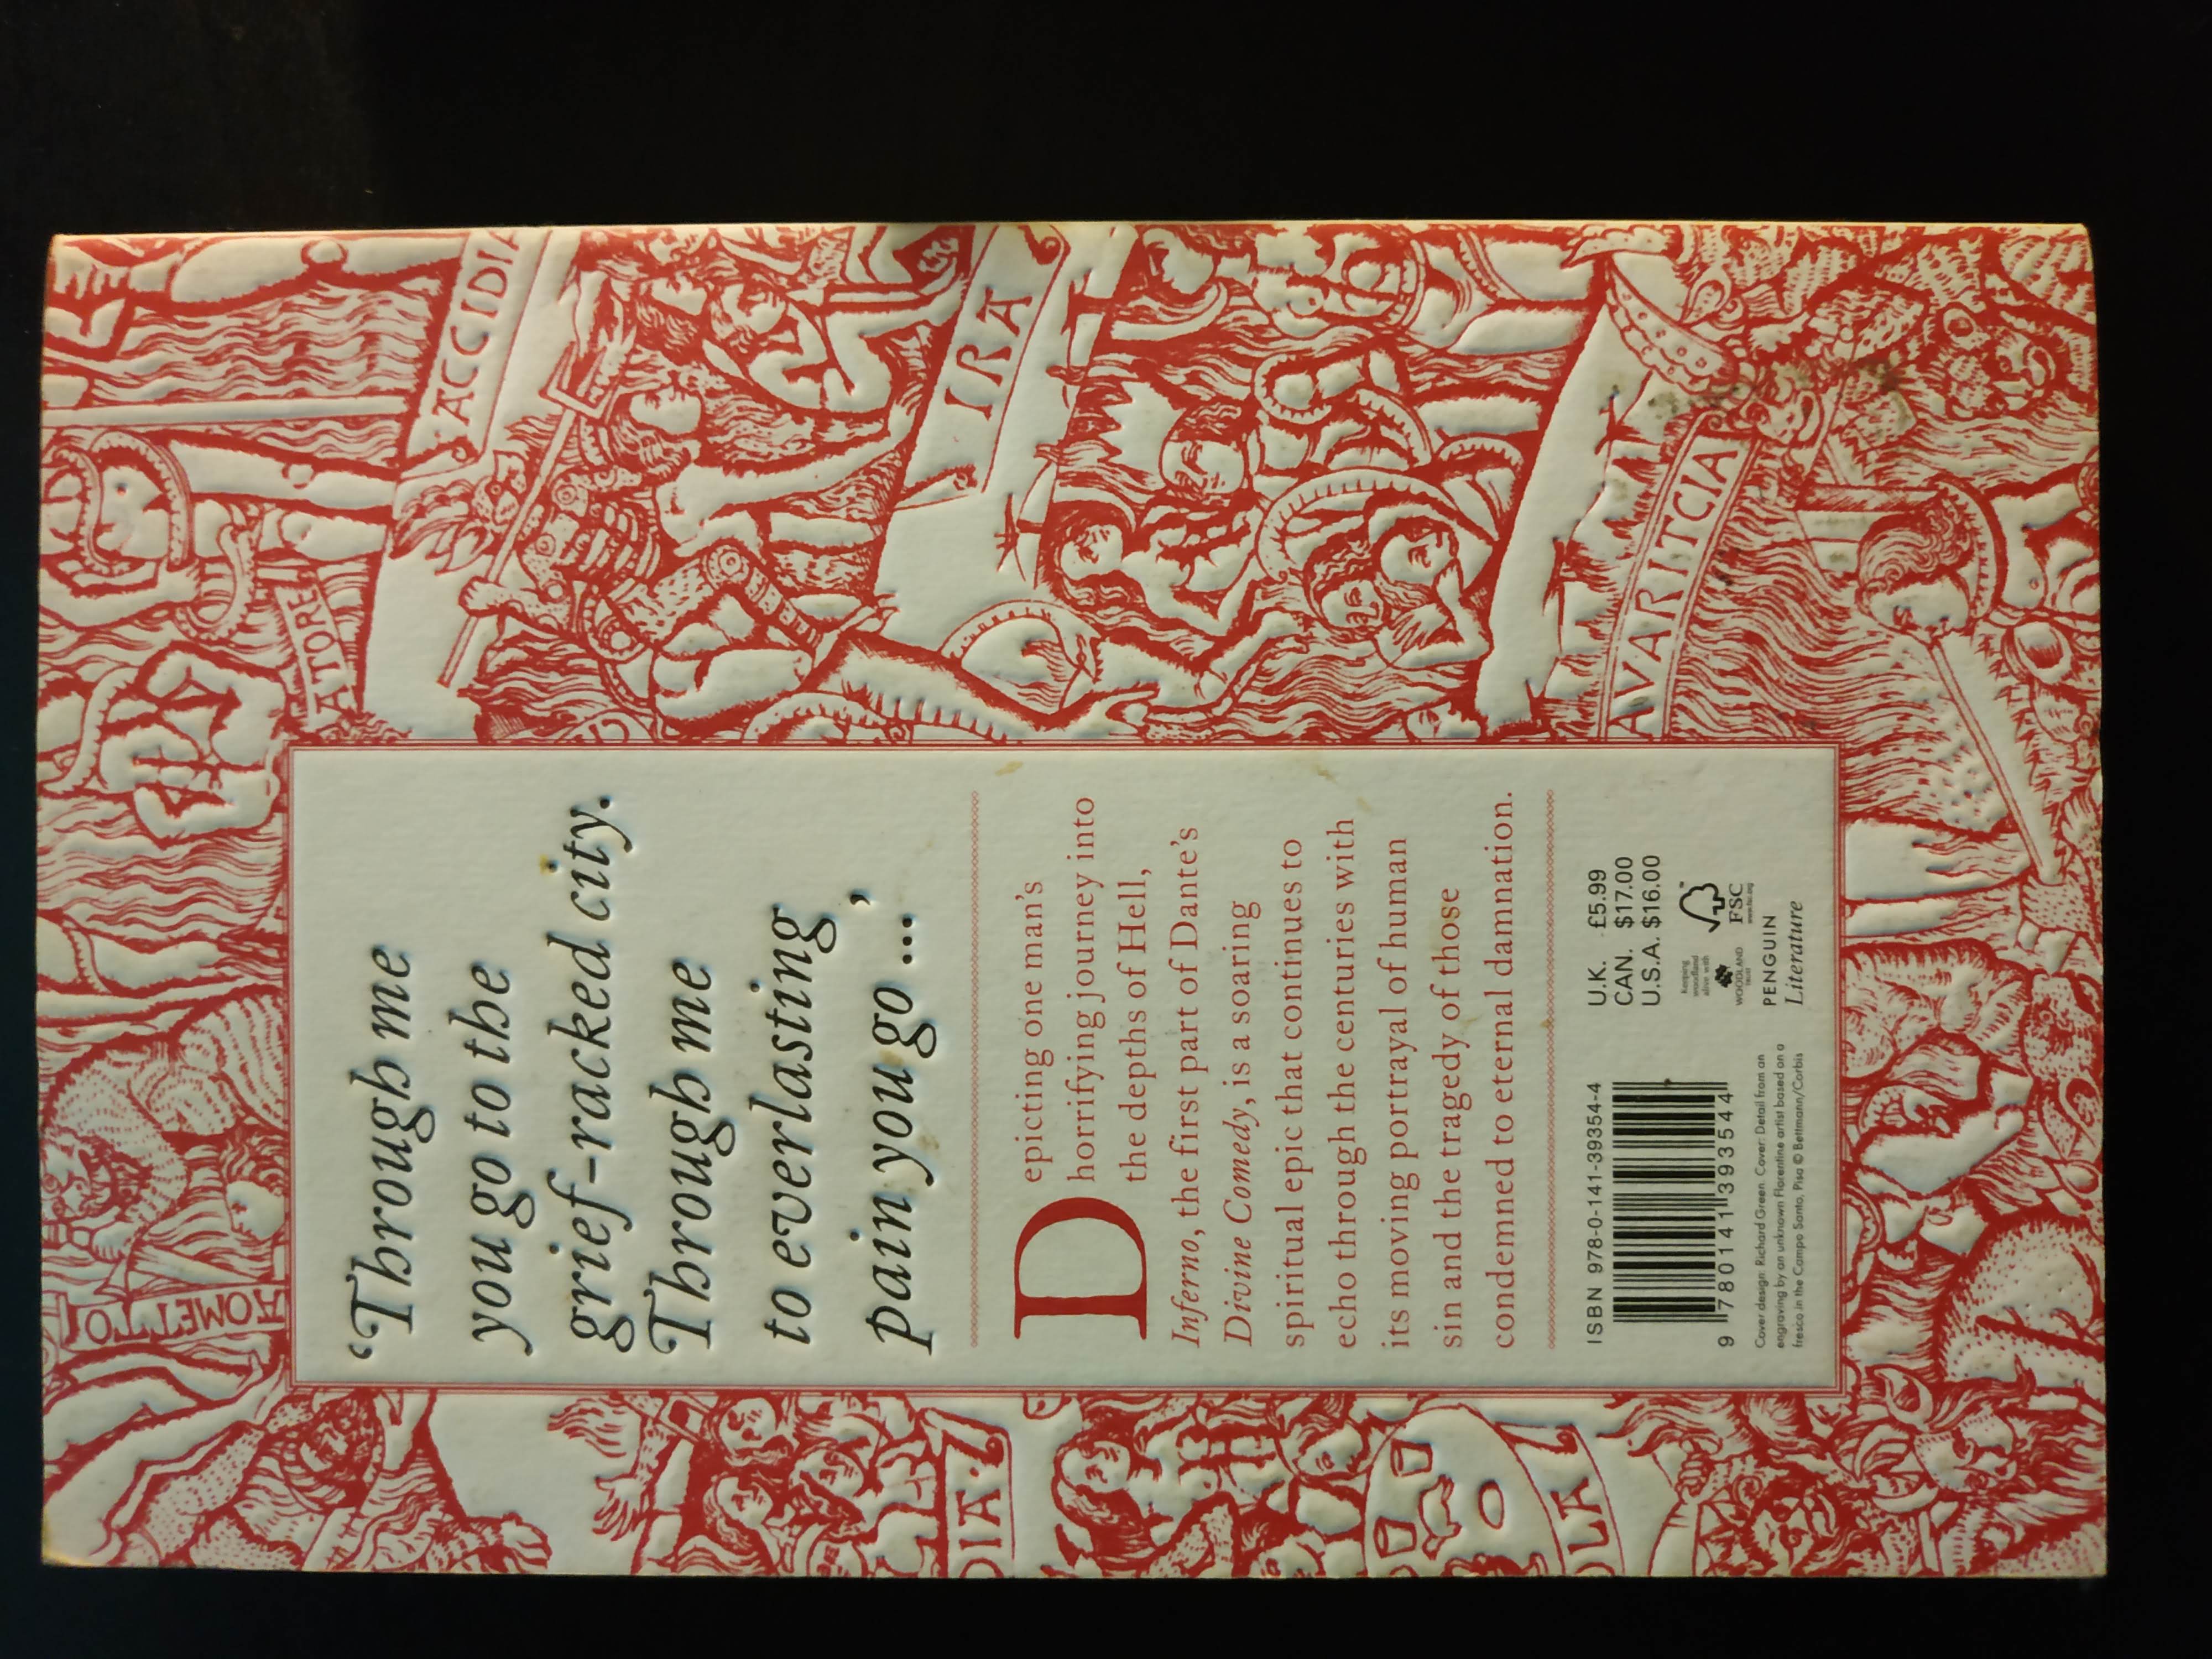 AOMETTOI
ATORE
ACCIDIA
‘Through me
you go to the
grief-racked city.
Through me
to everlasting
pain you go ...’
DIA·
IRA
Depicting one man’s
horrifying journey into
the depths of Hell,
Inferno, the first part of Dante’s
Divine Comedy, is a soaring
spiritual epic that continues to
echo through the centuries with
its moving portrayal of human
sin and the tragedy of those
condemned to eternal damnation.
OLA
AVARITCIA
ISBN 978-0-141-39354-4
9 780141 393544
U.K. £5.99
CAN. $17.00
U.S.A. $16.00
keeping
woodland
alive with
WOODLAND
TRUST
FSC
www.fsc.org
Cover design: Richard Green. Cover: Detail from an
engraving by an unknown Florentine artist based on a
fresco in the Campo Santo, Pisa © Bettmann/Corbis
PENGUIN
Literature